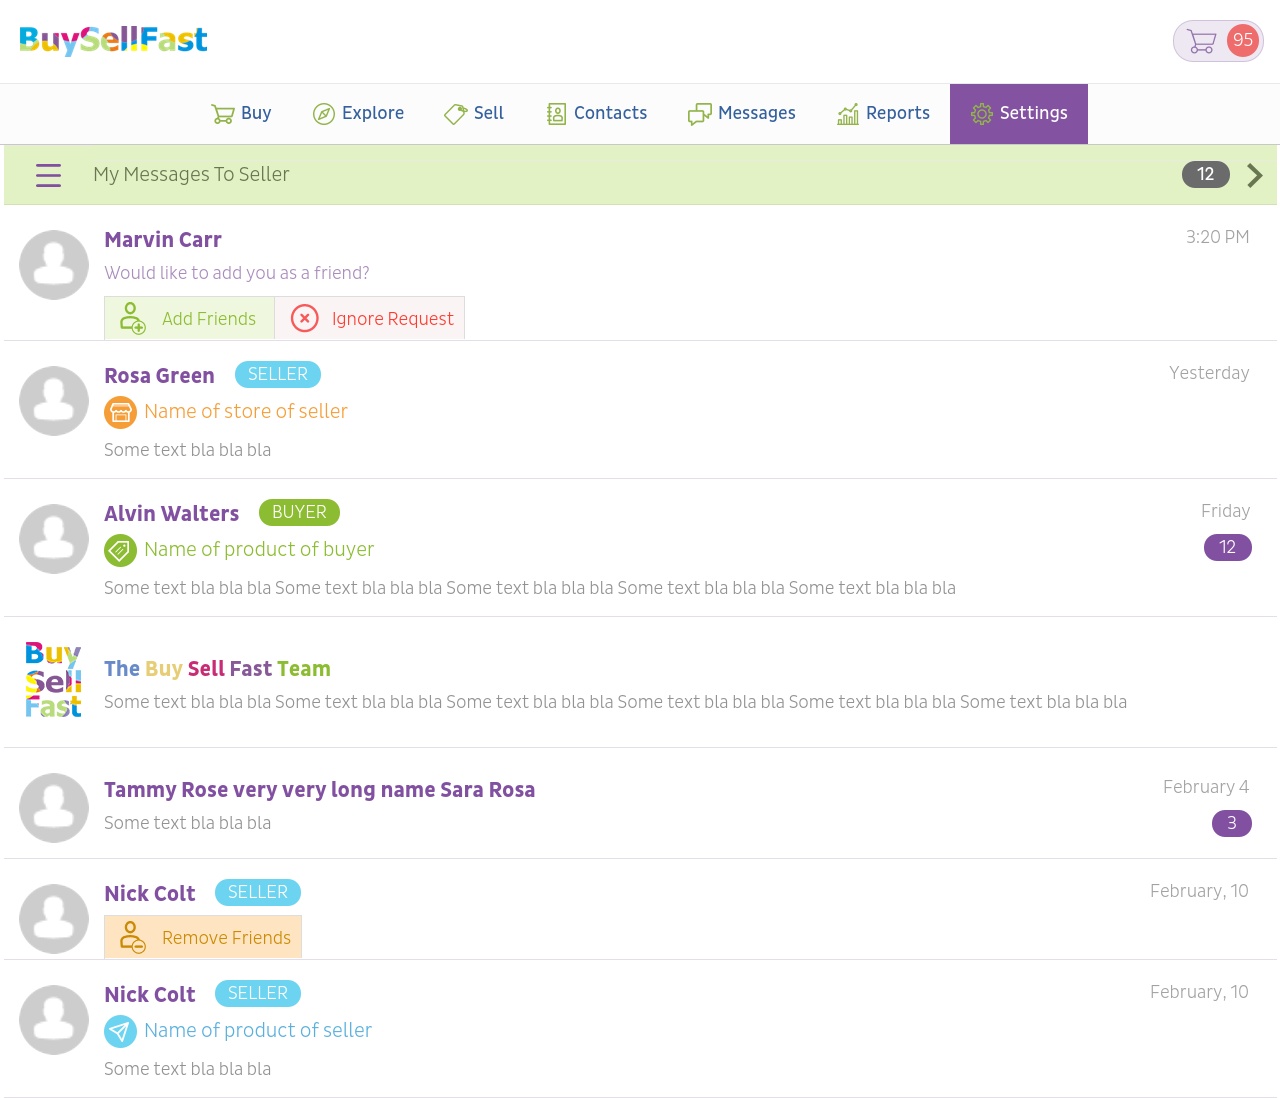 BuySellFast
95
Buy Explore Sell Contacts Messages Reports Settings
My Messages To Seller 12
Marvin Carr 3:20 PM
Would like to add you as a friend?
Add Friends Ignore Request
Rosa Green SELLER Yesterday
Name of store of seller
Some text bla bla bla
Alvin Walters BUYER Friday
Name of product of buyer 12
Some text bla bla bla Some text bla bla bla Some text bla bla bla Some text bla bla bla Some text bla bla bla
Buy
Sell
Fast
The Buy Sell Fast Team
Some text bla bla bla Some text bla bla bla Some text bla bla bla Some text bla bla bla Some text bla bla bla Some text bla bla bla
Tammy Rose very very long name Sara Rosa February 4
Some text bla bla bla 3
Nick Colt SELLER February, 10
Remove Friends
Nick Colt SELLER February, 10
Name of product of seller
Some text bla bla bla